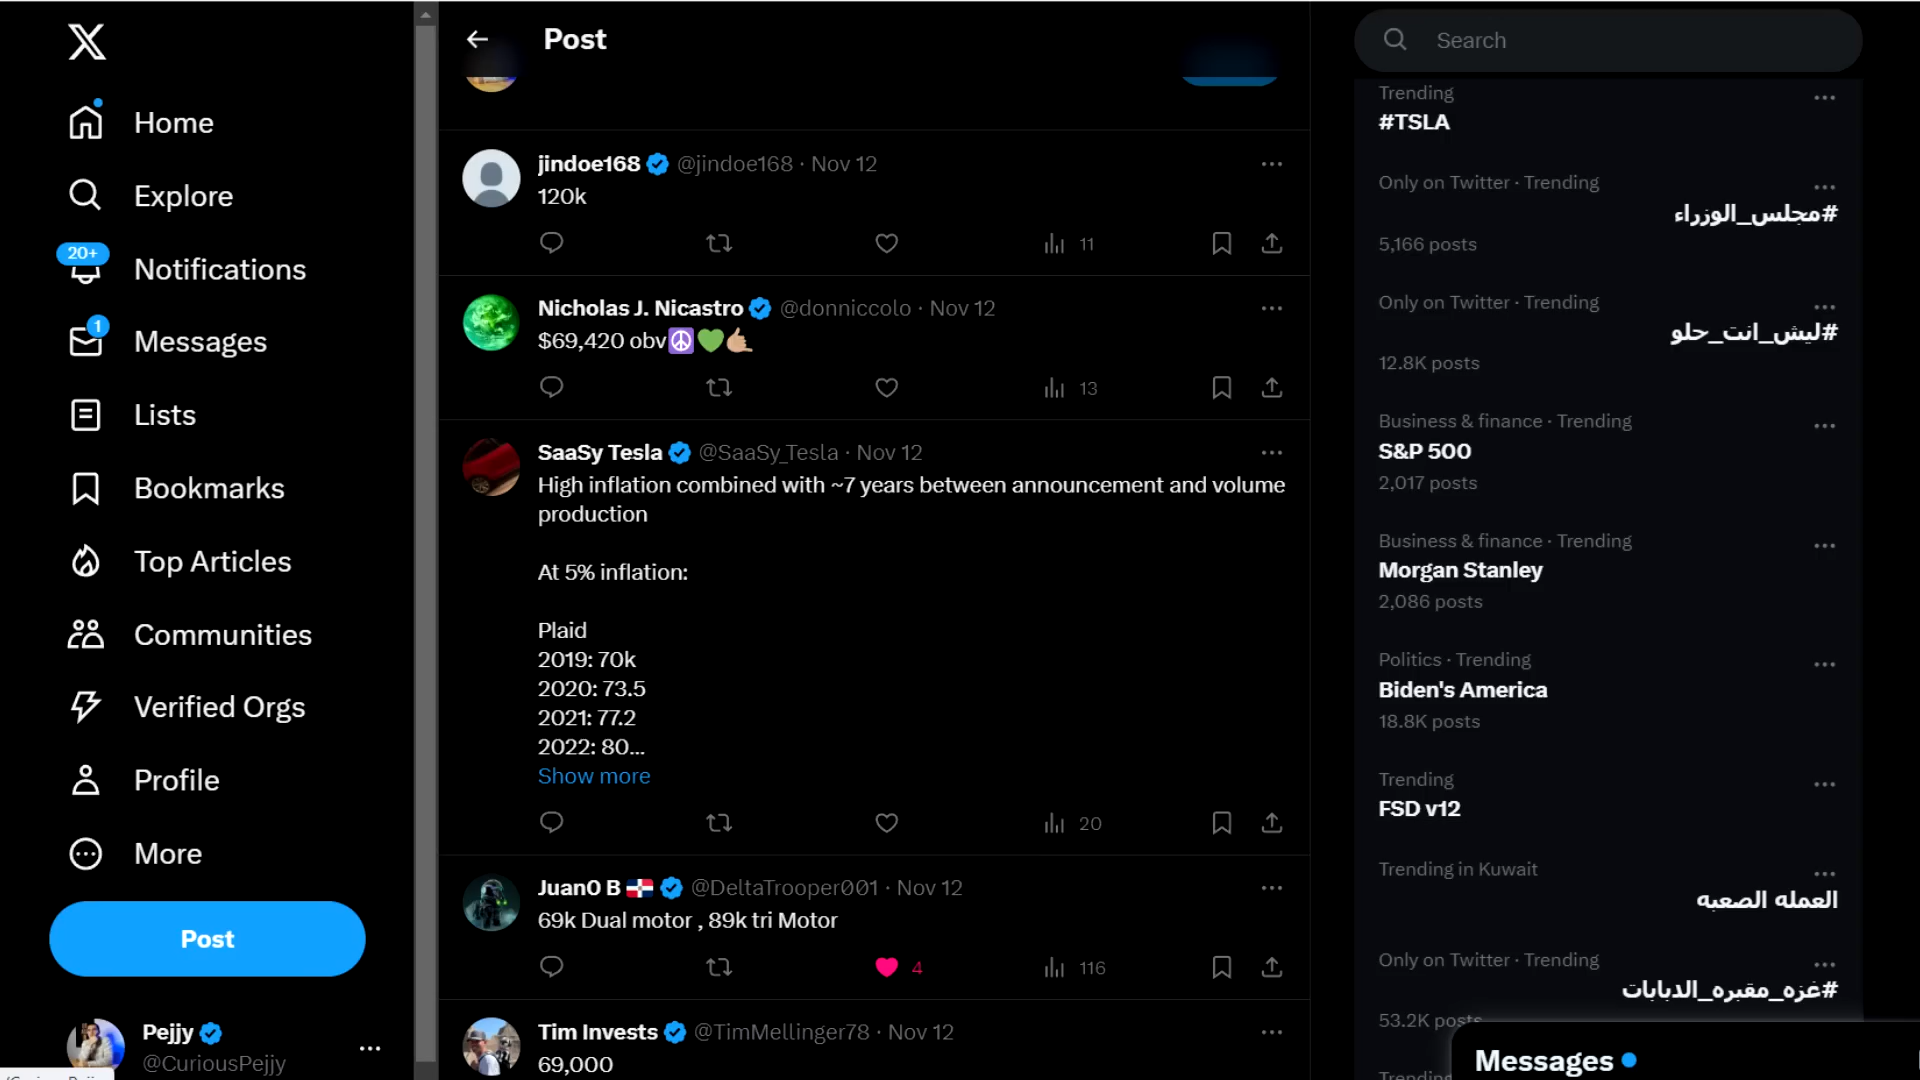 Home
Explore
20+
Notifications
1
Messages
Lists
Bookmarks
Top Articles
Communities
Verified Orgs
Profile
More
Post
Pejjy
@CuriousPejjy
Post
jindoe168 @jindoe168 · Nov 12
120k
11
Nicholas J. Nicastro @donniccolo · Nov 12
$69,420 obv☮️💚🤙🏼
13
SaaSy Tesla @SaaSy_Tesla · Nov 12
High inflation combined with ~7 years between announcement and volume
production
At 5% inflation:
Plaid
2019: 70k
2020: 73.5
2021: 77.2
2022: 80...
Show more
20
JuanO B 🇩🇴 @DeltaTrooper001 · Nov 12
69k Dual motor , 89k tri Motor
4
116
Tim Invests @TimMellinger78 · Nov 12
69,000
Search
Trending
#TSLA
Only on Twitter · Trending
#مجلس_الوزراء
5,166 posts
Only on Twitter · Trending
#ليش_انت_حلو
12.8K posts
Business & finance · Trending
S&P 500
2,017 posts
Business & finance · Trending
Morgan Stanley
2,086 posts
Politics · Trending
Biden's America
18.8K posts
Trending
FSD v12
Trending in Kuwait
العمله الصعبه
Only on Twitter · Trending
#غزه_مقبره_الدبابات
53.2K posts
Trending
Messages